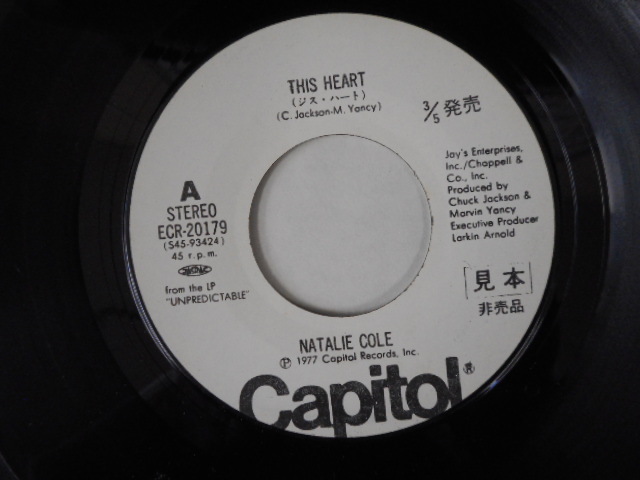 THIS HEART
(ジス・ハート)
(C. Jackson-M. Yancy)
3/5 発売
A
STEREO
ECR-20179
(S45-93424)
45 r.p.m.
from the LP
"UNPREDICTABLE"
Jay's Enterprises,
Inc./Chappell &
Co., Inc.
Produced by
Chuck Jackson &
Marvin Yancy
Executive Producer
Larkin Arnold
[見本]
非売品
NATALIE COLE
Ⓟ 1977 Capitol Records, Inc.
Capitol®